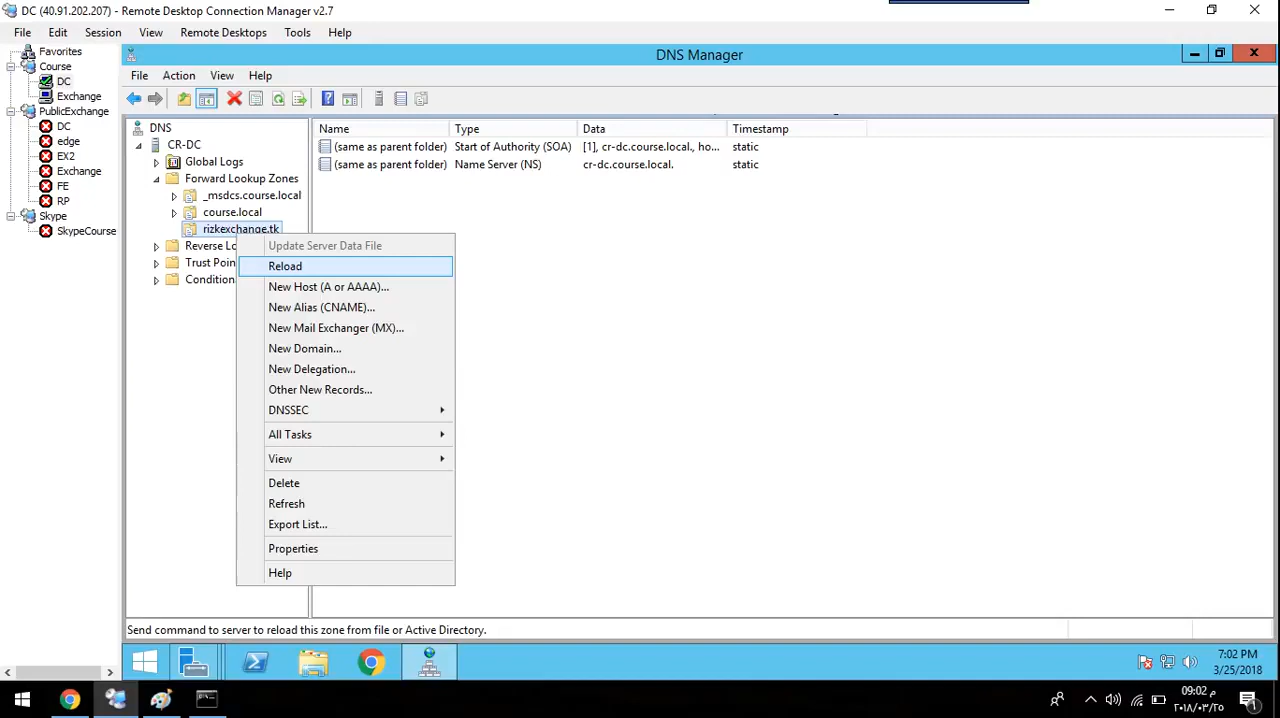 DC (40.91.202.207) - Remote Desktop Connection Manager v2.7
File Edit Session View Remote Desktops Tools Help
Favorites
Course
DC
Exchange
PublicExchange
DC
edge
EX2
Exchange
FE
RP
Skype
SkypeCourse
DNS Manager
File Action View Help
DNS
CR-DC
Global Logs
Forward Lookup Zones
_msdcs.course.local
course.local
rizkexchange.tk
Reverse Lo
Trust Poin
Condition
Name Type Data Timestamp
(same as parent folder) Start of Authority (SOA) [1], cr-dc.course.local., ho... static
(same as parent folder) Name Server (NS) cr-dc.course.local. static
Update Server Data File
Reload
New Host (A or AAAA)...
New Alias (CNAME)...
New Mail Exchanger (MX)...
New Domain...
New Delegation...
Other New Records...
DNSSEC
All Tasks
View
Delete
Refresh
Export List...
Properties
Help
Send command to server to reload this zone from file or Active Directory.
7:02 PM
3/25/2018
09:02 م
٢٠١٨/٠٣/٢٥
1